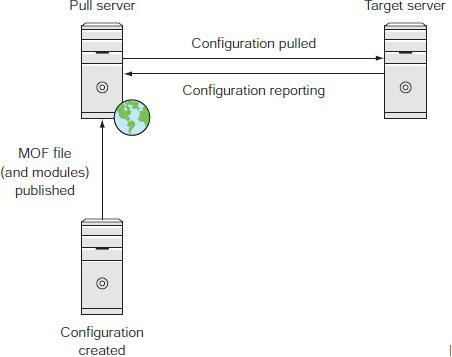 Pull server
Target server
Configuration pulled
Configuration reporting
MOF file
(and modules)
published
Configuration
created